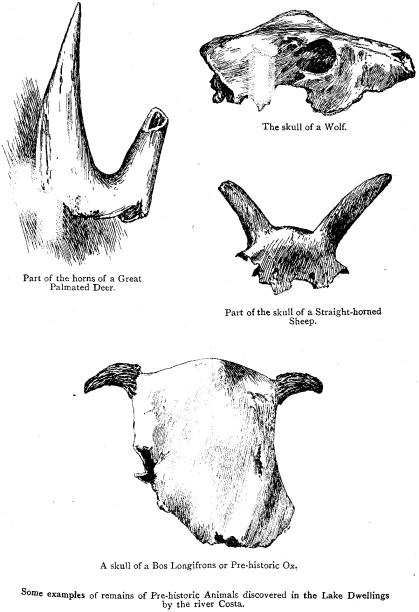 The skull of a Wolf.
Part of the horns of a Great
Palmated Deer.
Part of the skull of a Straight-horned
Sheep.
A skull of a Bos Longifrons or Pre-historic Ox,
Some examples of remains of Pre-historic Animals discovered in the Lake Dwellings
by the river Costa.